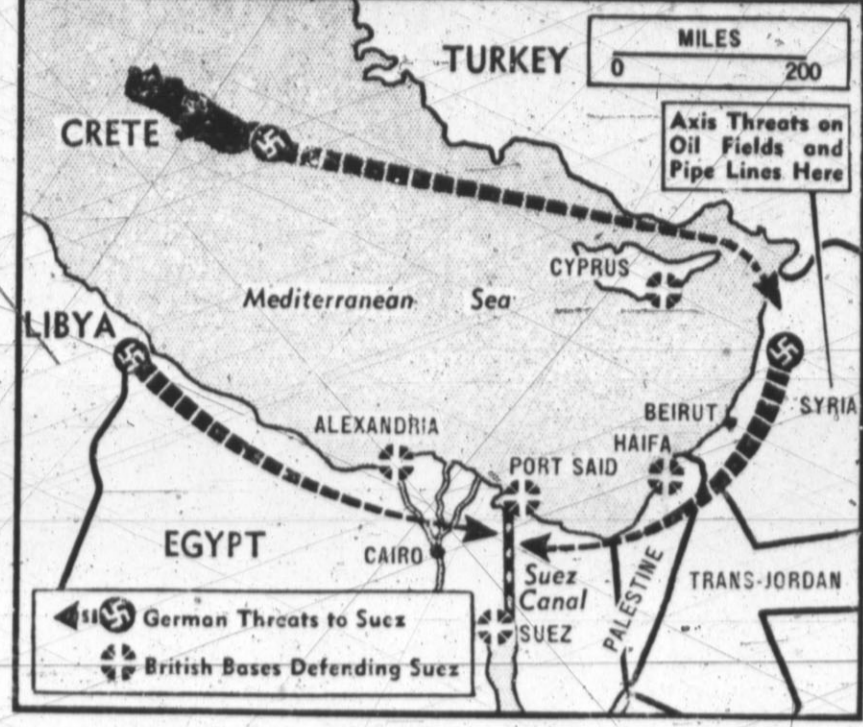 TURKEY
MILES
0 200
CRETE
Axis Threats on
Oil Fields and
Pipe Lines Here
CYPRUS
Mediterranean Sea
LIBYA
SYRIA
BEIRUT
ALEXANDRIA
HAIFA
PORT SAID
EGYPT
CAIRO
Suez
Canal
PALESTINE
TRANS-JORDAN
German Threats to Suez
SUEZ
British Bases Defending Suez